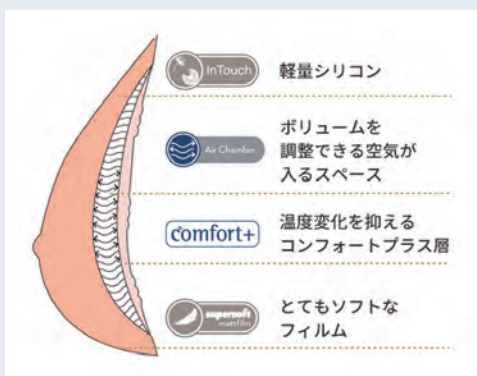 InTouch
軽量シリコン
Air Chamber
ボリュームを
調整できる空気が
入るスペース
comfort+
温度変化を抑える
コンフォートプラス層
supersoft
mattfilm
とてもソフトな
フィルム